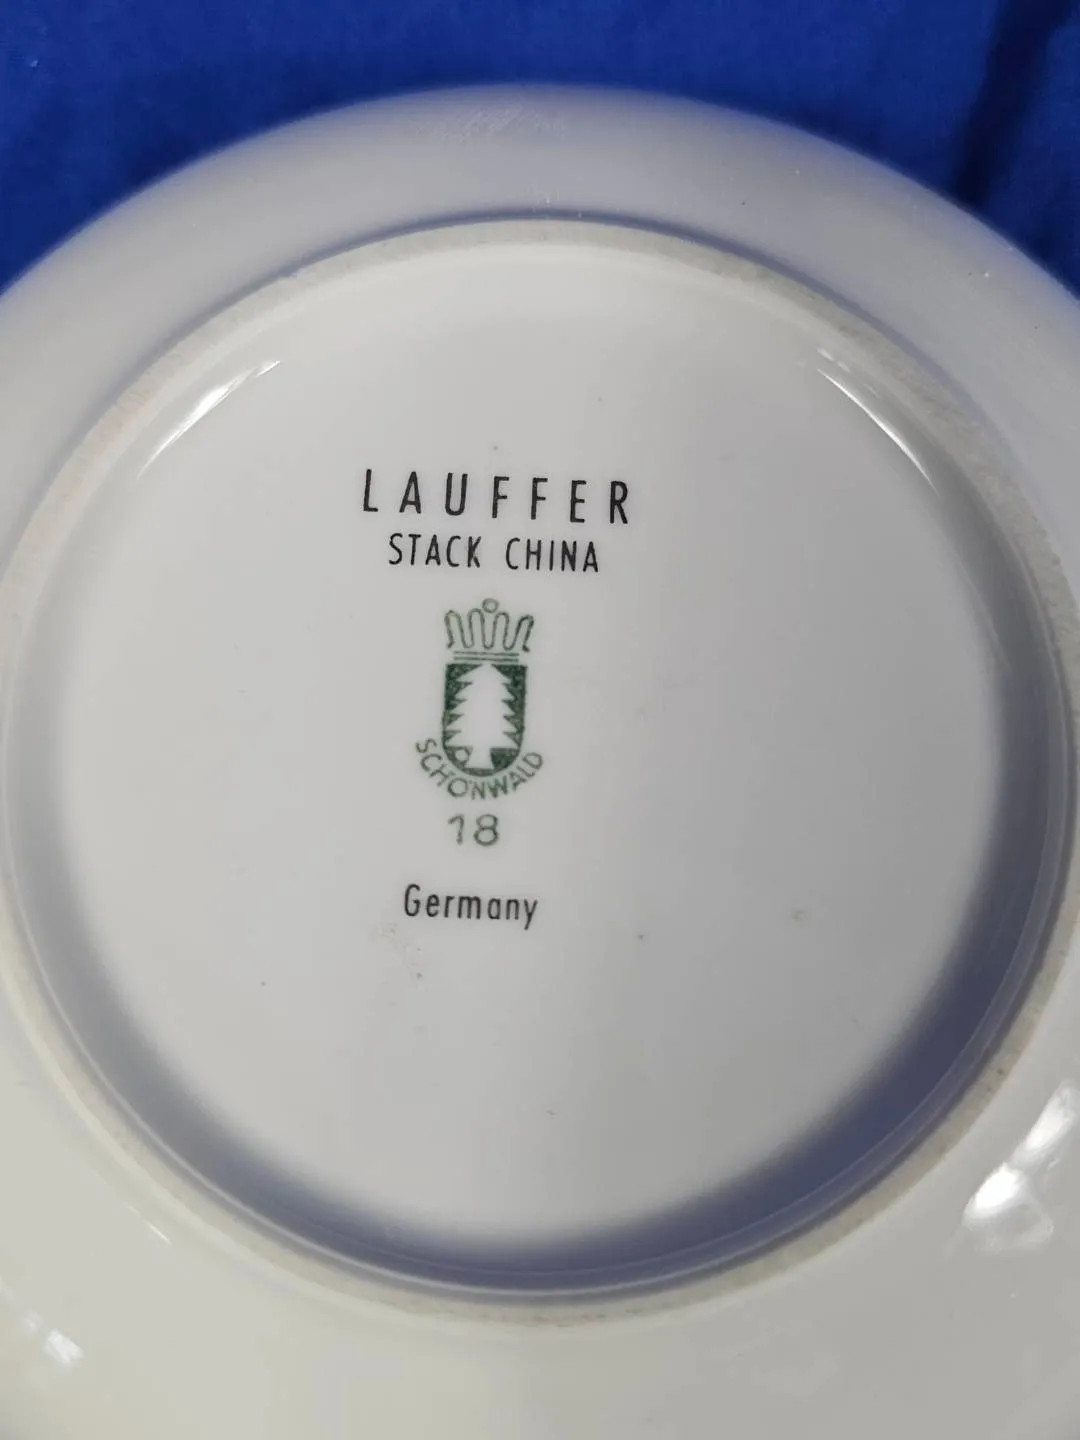 LAUFFER
STACK CHINA
SCHÖNWALD
18
Germany